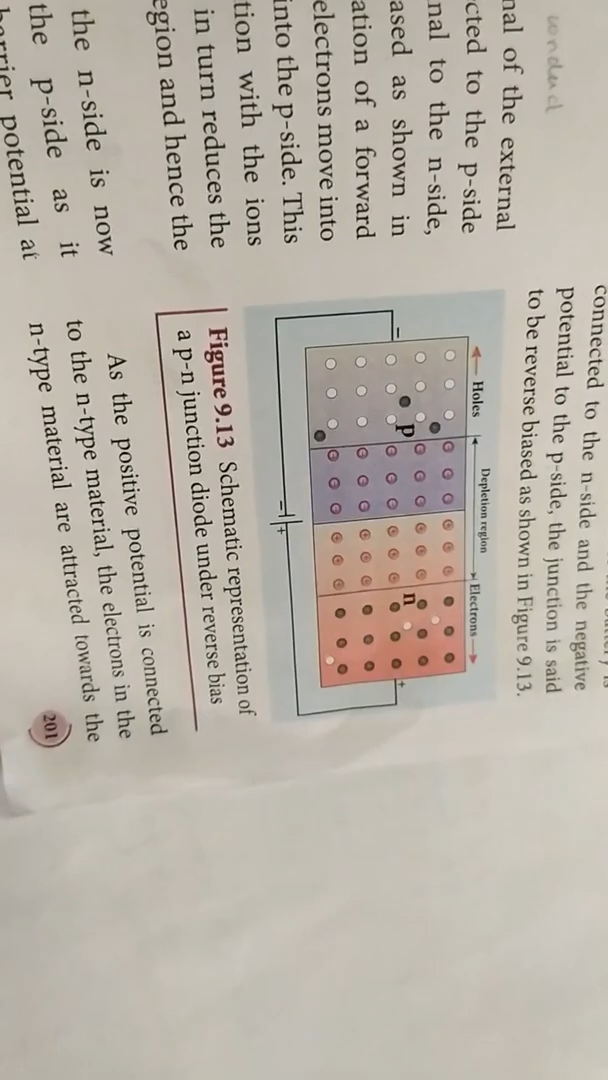 conduct
nal of the external
cted to the p-side
nal to the n-side,
ased as shown in
ation of a forward
electrons move into
into the p-side. This
tion with the ions
in turn reduces the
egion and hence the
the n-side is now
the p-side as it
barrier potential at
connected to the n-side and the negative
potential to the p-side, the junction is said
to be reverse biased as shown in Figure 9.13.
Holes
Depletion region
Electrons
p
n
−
+
−
+
Figure 9.13 Schematic representation of
a p-n junction diode under reverse bias
As the positive potential is connected
to the n-type material, the electrons in the
n-type material are attracted towards the
201